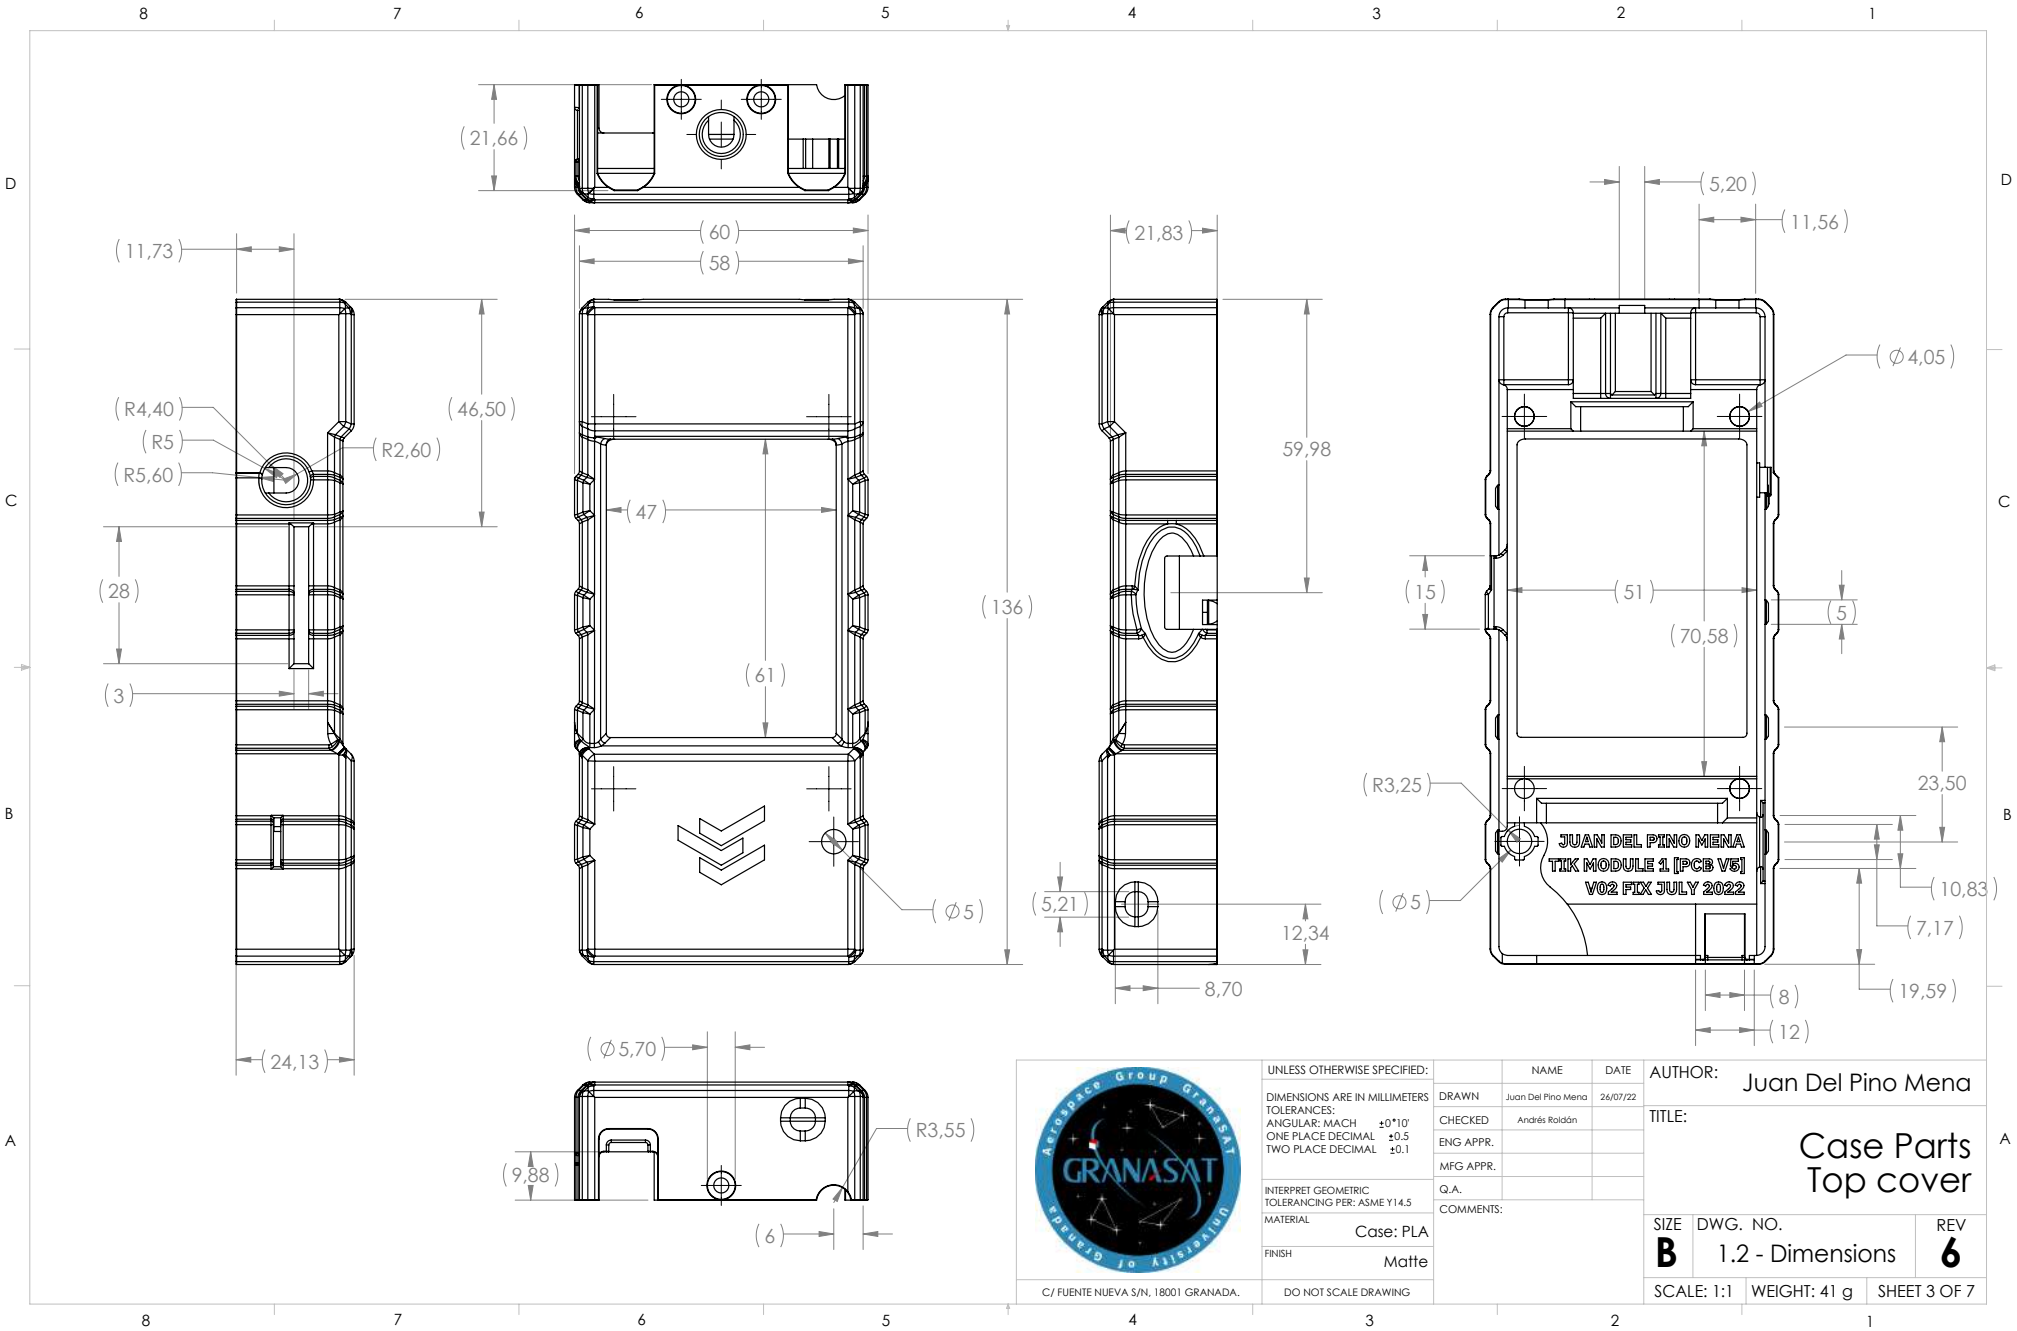 8 7 6 5 4 3 2 1
D
C
B
A
D
C
B
A
(21,66)
(60)
(58)
(11,73)
(R4,40)
(R5)
(R5,60)
(R2,60)
(46,50)
(28)
(3)
(24,13)
(47)
(61)
(136)
(Ø5)
(21,83)
59,98
(5,21)
12,34
8,70
(5,20)
(11,56)
(Ø4,05)
(15)
(51)
(5)
(70,58)
(R3,25)
(Ø5)
23,50
(10,83)
(7,17)
(19,59)
(8)
(12)
JUAN DEL PINO MENA
TIK MODULE 1 [PCB V5]
V02 FIX JULY 2022
(Ø5,70)
(R3,55)
(9,88)
(6)
Aerospace Group GranaSAT
GRANASAT
University of Granada
C/ FUENTE NUEVA S/N, 18001 GRANADA.
UNLESS OTHERWISE SPECIFIED:
DIMENSIONS ARE IN MILLIMETERS
TOLERANCES:
ANGULAR: MACH ±0°10'
ONE PLACE DECIMAL ±0.5
TWO PLACE DECIMAL ±0.1
INTERPRET GEOMETRIC
TOLERANCING PER: ASME Y14.5
MATERIAL
Case: PLA
FINISH
Matte
DO NOT SCALE DRAWING
NAME DATE
DRAWN Juan Del Pino Mena 26/07/22
CHECKED Andrés Roldán
ENG APPR.
MFG APPR.
Q.A.
COMMENTS:
AUTHOR: Juan Del Pino Mena
TITLE:
Case Parts
Top cover
SIZE DWG. NO. REV
B 1.2 - Dimensions 6
SCALE: 1:1 WEIGHT: 41 g SHEET 3 OF 7
8 7 6 5 4 3 2 1